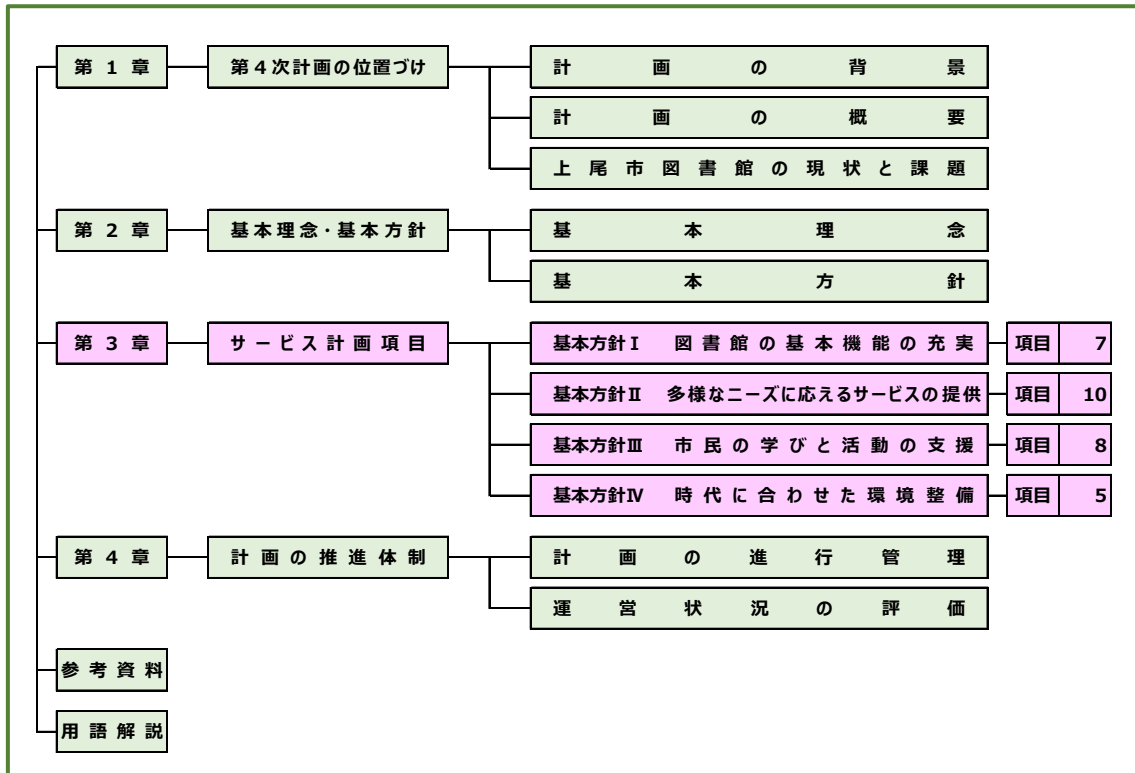 第1章 第4次計画の位置づけ 計画の背景
計画の概要
上尾市図書館の現状と課題
第2章 基本理念・基本方針 基本理念
基本方針
第3章 サービス計画項目 基本方針Ⅰ 図書館の基本機能の充実 項目 7
基本方針Ⅱ 多様なニーズに応えるサービスの提供 項目 10
基本方針Ⅲ 市民の学びと活動の支援 項目 8
基本方針Ⅳ 時代に合わせた環境整備 項目 5
第4章 計画の推進体制 計画の進行管理
運営状況の評価
参考資料
用語解説